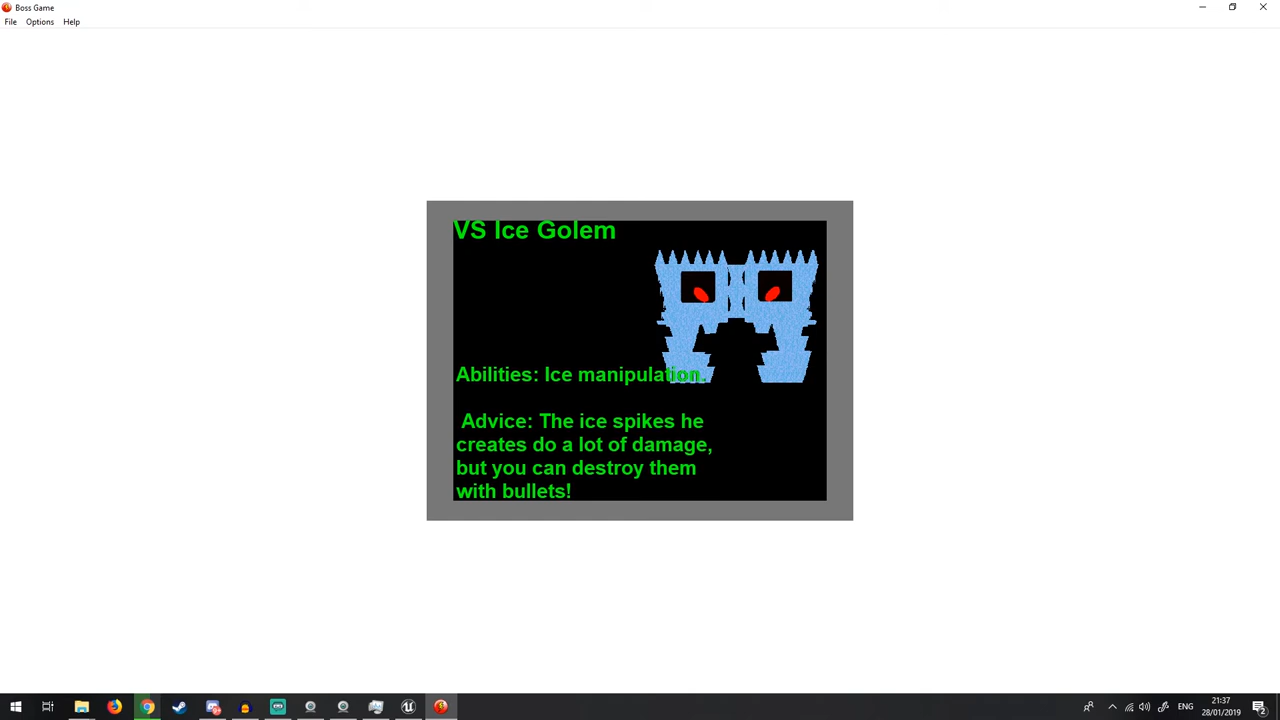 Boss Game
File Options Help
VS Ice Golem
Abilities: Ice manipulation.
Advice: The ice spikes he
creates do a lot of damage,
but you can destroy them
with bullets!
ENG
21:37
28/01/2019
2